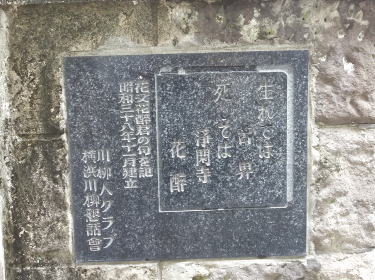 生れては
苦界
死しては
浄閑寺
花酔
花又花酔君の句を記
昭和三十八年十一月建立
川柳人クラブ
横浜川柳懇話會